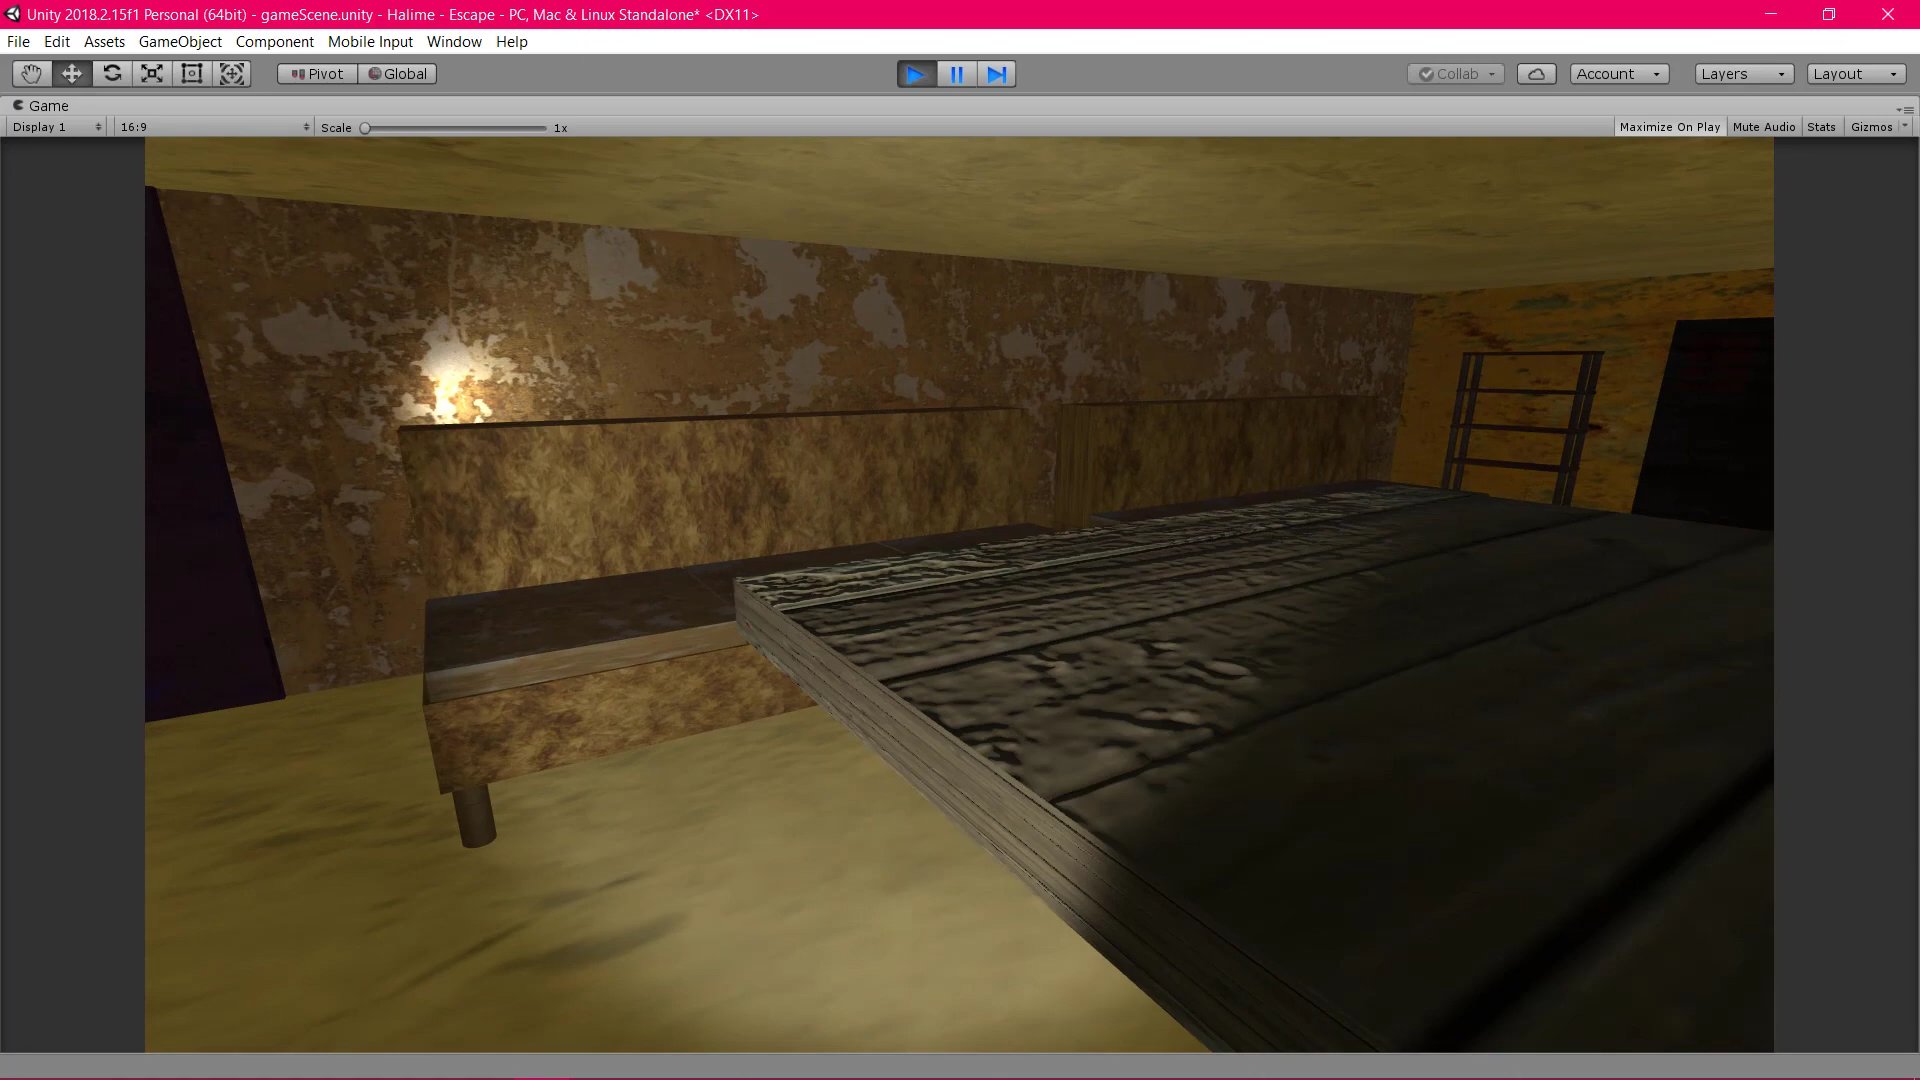 Unity 2018.2.15f1 Personal (64bit) - gameScene.unity - Halime - Escape - PC, Mac & Linux Standalone* <DX11>
File Edit Assets GameObject Component Mobile Input Window Help
Pivot Global Collab Account Layers Layout
Game
Display 1 16:9 Scale 1x Maximize On Play Mute Audio Stats Gizmos